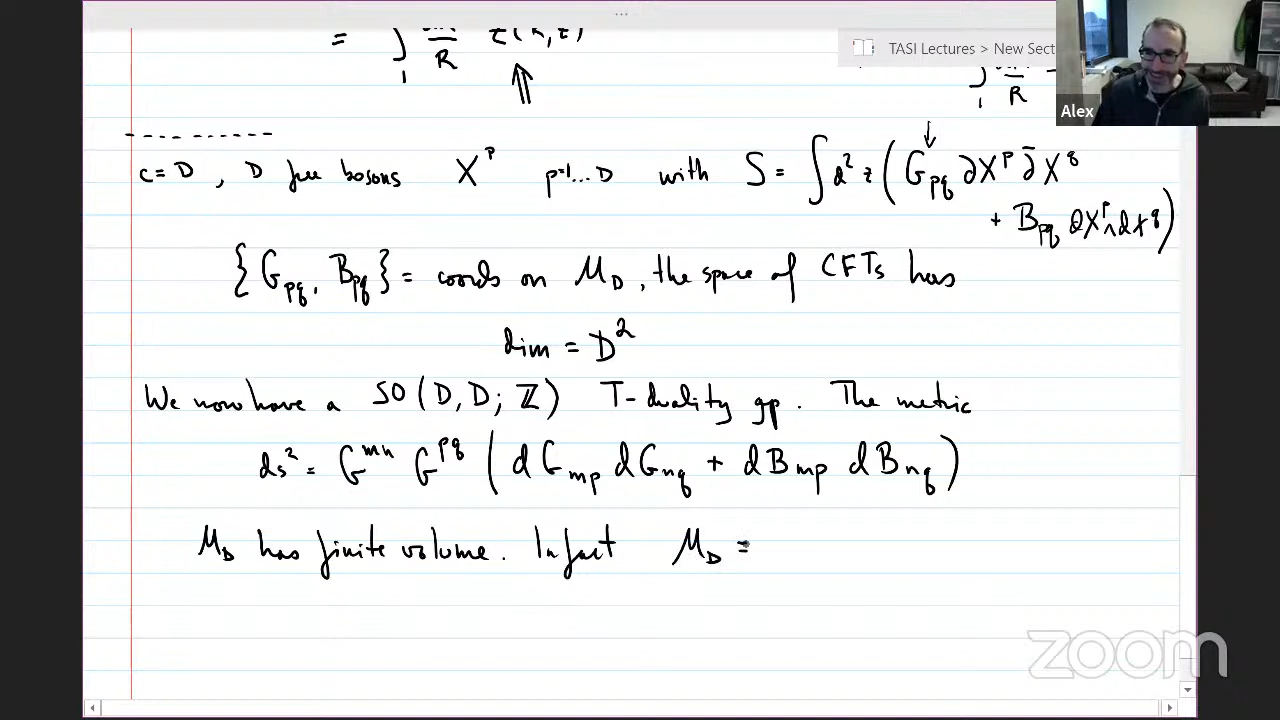 TASI Lectures > New Sect
Alex
R
R
c = D , D free bosons X^p p=1...D with S = ∫ d²z ( G_pq ∂X^p ∂̄X^q
+ B_pq dX^p ∧ dX^q )
{ G_pq, B_pq } = coords on M_D , the space of CFTs has
dim = D²
We now have a SO(D,D; ℤ) T-duality gp. The metric
ds² = G^mn G^pq ( dG_mp dG_nq + dB_mp dB_nq )
M_D has finite volume. In fact M_D =
zoom